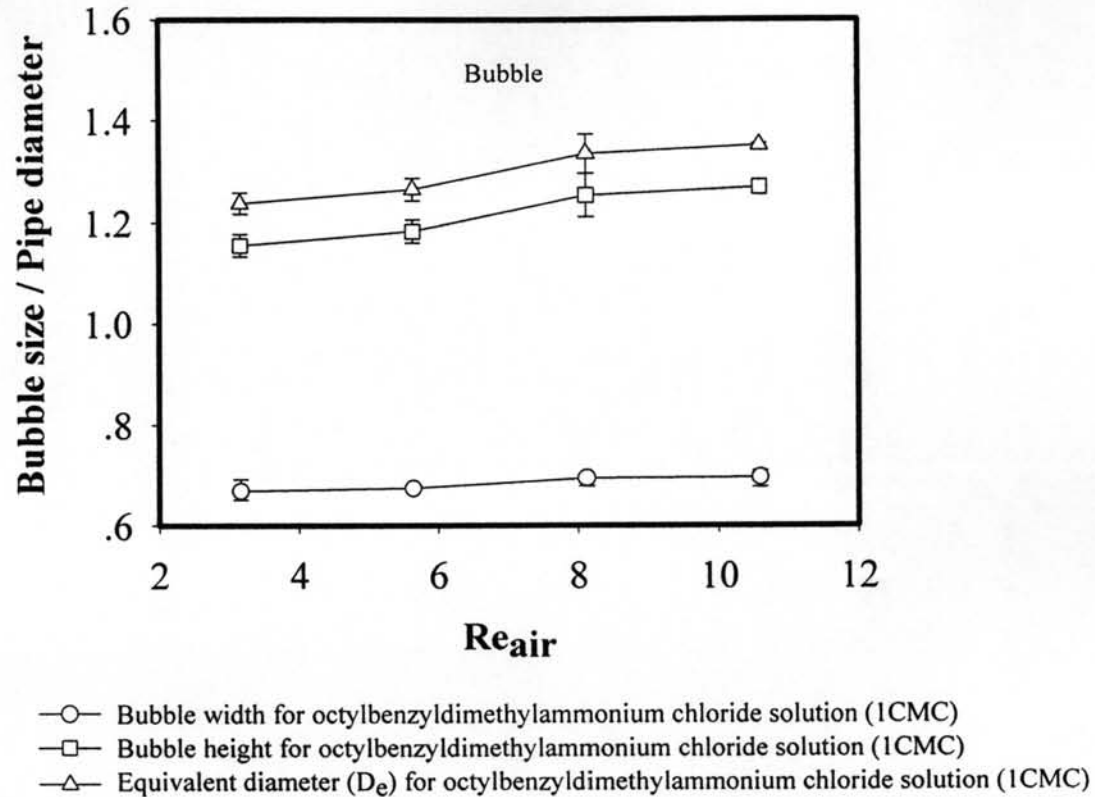 1.6
Bubble
1.4
1.2
1.0
.8
.6
Bubble size / Pipe diameter
2 4 6 8 10 12
Reair
Bubble width for octylbenzyldimethylammonium chloride solution (1CMC)
Bubble height for octylbenzyldimethylammonium chloride solution (1CMC)
Equivalent diameter (De) for octylbenzyldimethylammonium chloride solution (1CMC)